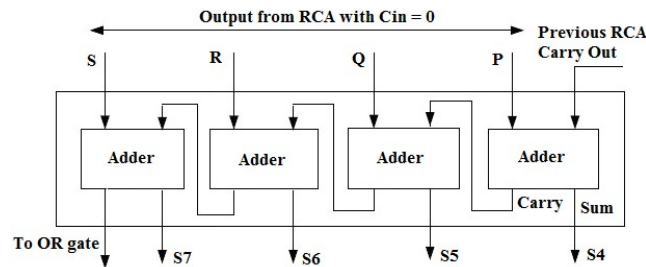 Output from RCA with Cin = 0
Previous RCA
Carry Out
S
R
Q
P
Adder
Adder
Adder
Adder
Carry
Sum
To OR gate
S7
S6
S5
S4